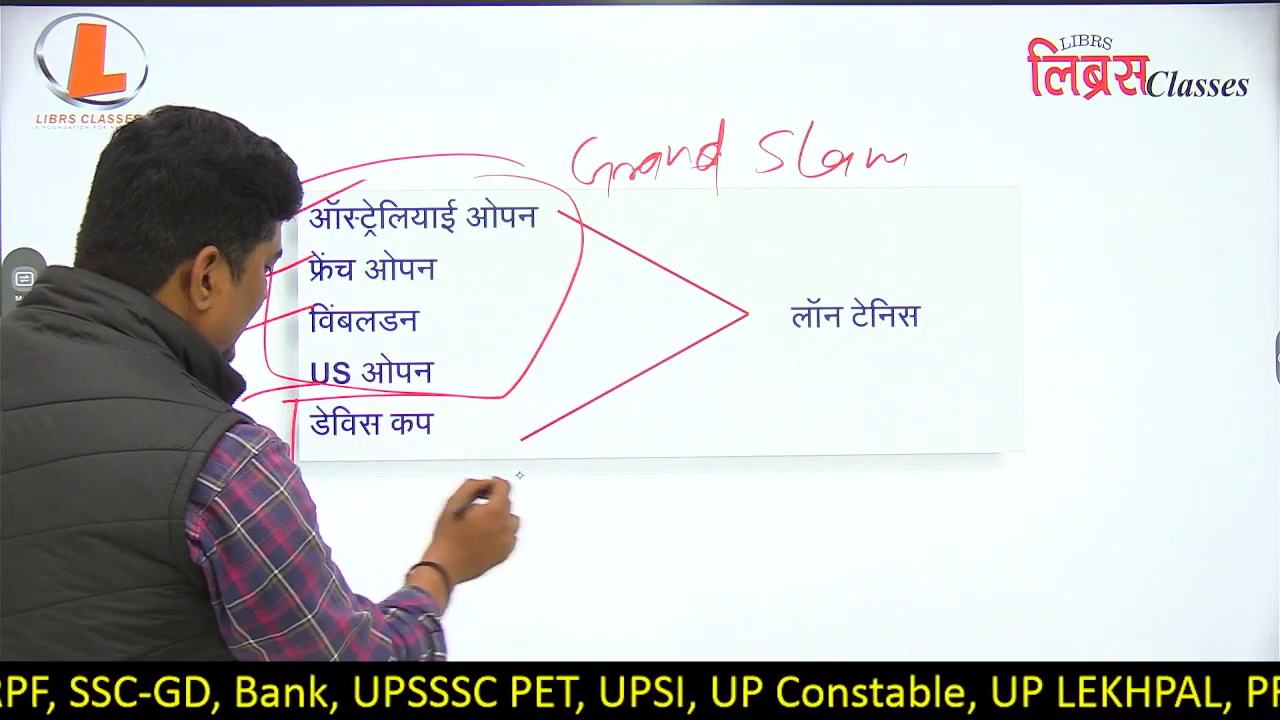 LIBRS CLASSES
LIBRS
लिब्रस Classes
Grand Slam
ऑस्ट्रेलियाई ओपन
फ्रेंच ओपन
विंबलडन
US ओपन
डेविस कप
लॉन टेनिस
RPF, SSC-GD, Bank, UPSSSC PET, UPSI, UP Constable, UP LEKHPAL,